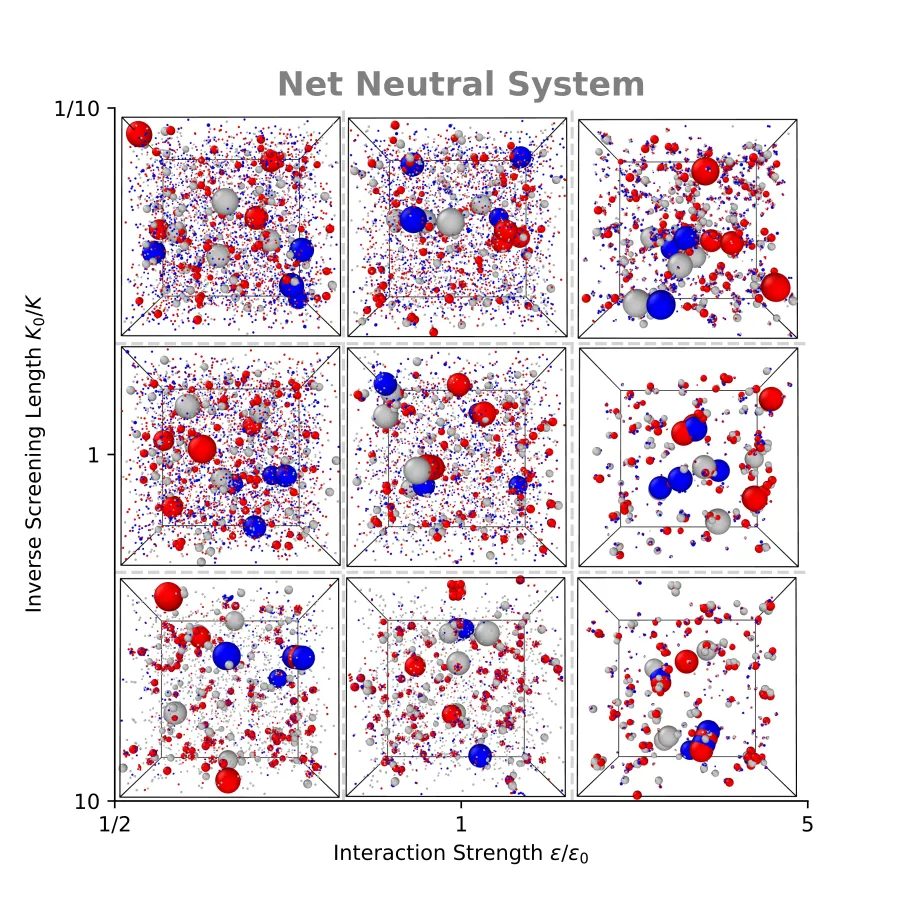 Net Neutral System
1/10
1
10
Inverse Screening Length K₀/K
1/2
1
5
Interaction Strength ε/ε₀